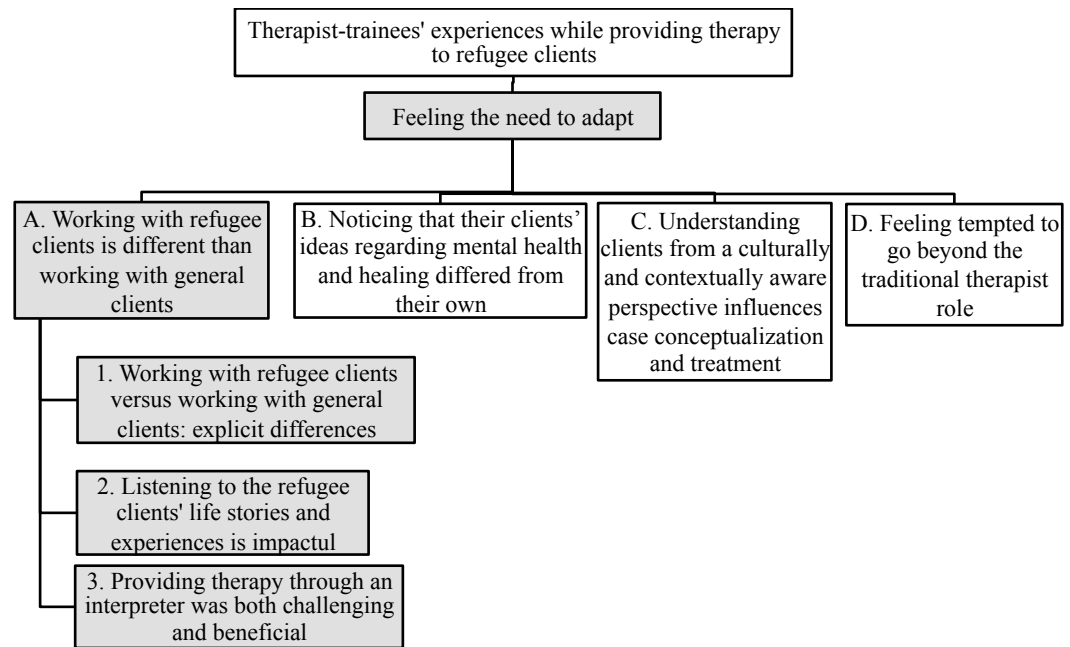 Therapist-trainees' experiences while providing therapy
to refugee clients
Feeling the need to adapt
A. Working with refugee
clients is different than
working with general
clients
B. Noticing that their clients’
ideas regarding mental health
and healing differed from
their own
C. Understanding
clients from a culturally
and contextually aware
perspective influences
case conceptualization
and treatment
D. Feeling tempted to
go beyond the
traditional therapist
role
1. Working with refugee clients
versus working with general
clients: explicit differences
2. Listening to the refugee
clients' life stories and
experiences is impactul
3. Providing therapy through an
interpreter was both challenging
and beneficial